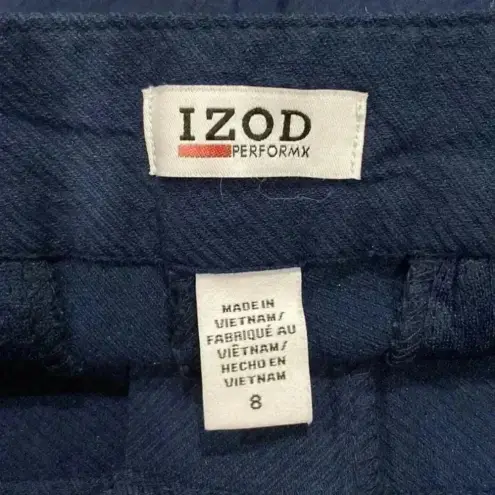 IZOD
PERFORMX
MADE IN
VIETNAM/
FABRIQUÉ AU
VIÊTNAM/
HECHO EN
VIETNAM
8